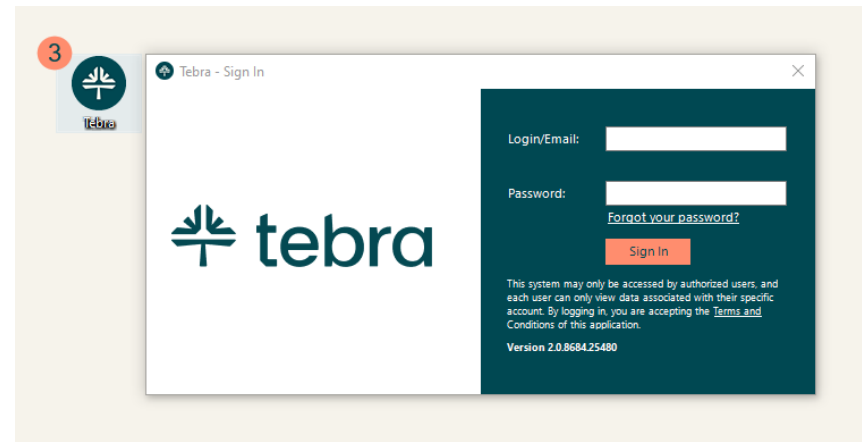 3
Tebra
Tebra - Sign In
tebra
Login/Email:
Password:
Forgot your password?
Sign In
This system may only be accessed by authorized users, and
each user can only view data associated with their specific
account. By logging in, you are accepting the Terms and
Conditions of this application.
Version 2.0.8684.25480